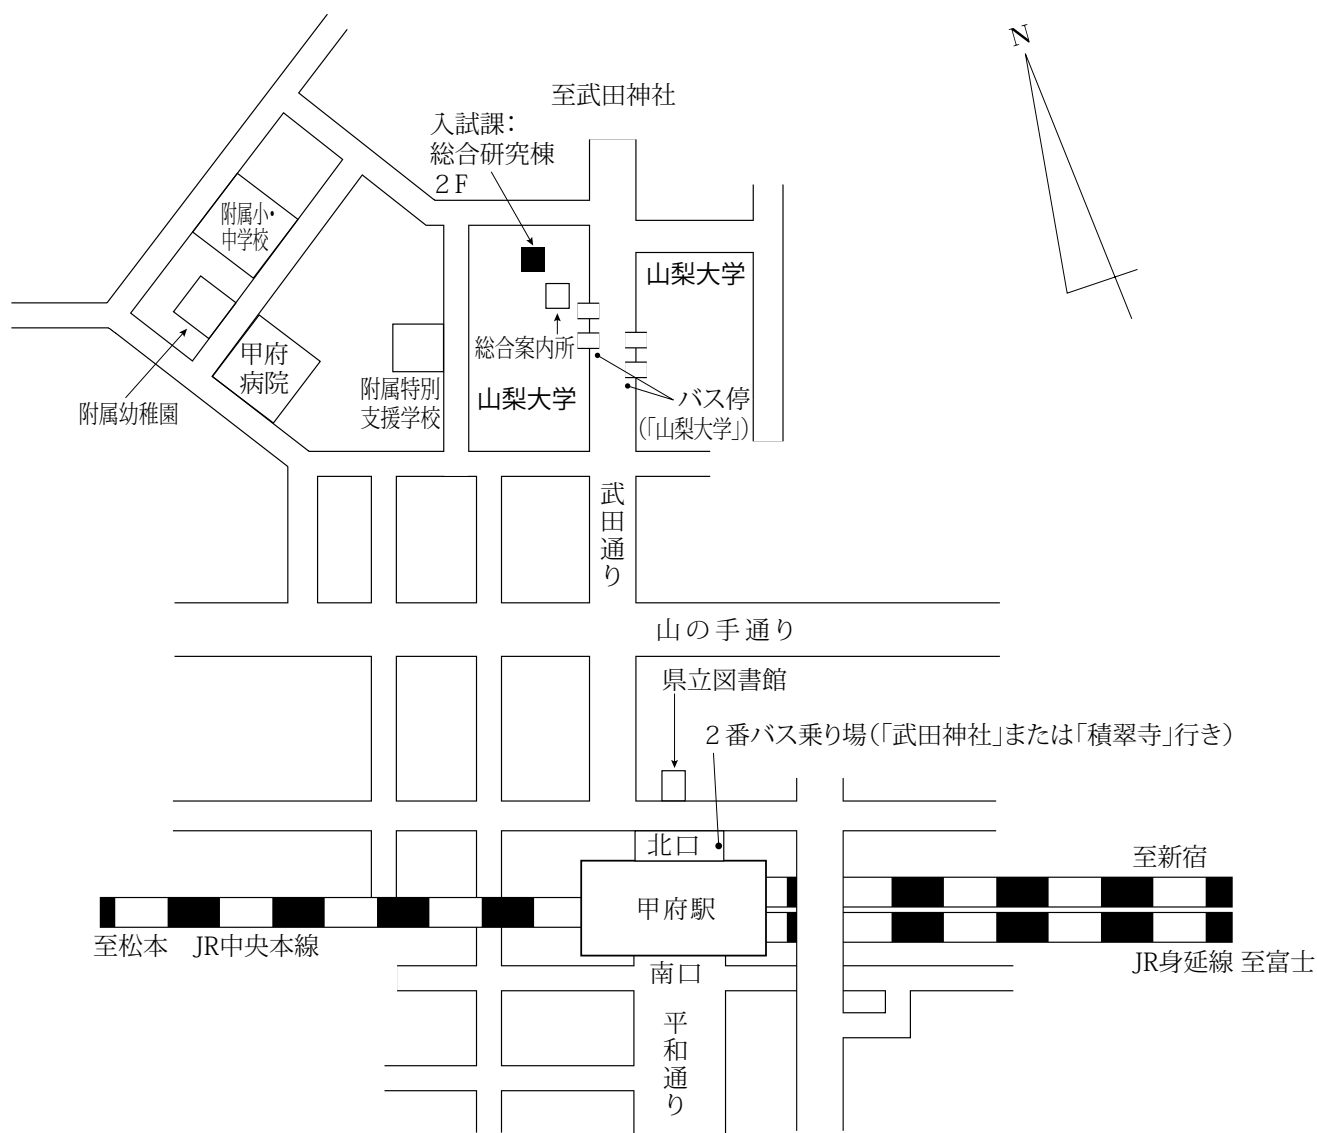 N
至武田神社
入試課:
総合研究棟
2F
附属小・
中学校
山梨大学
総合案内所
甲府
病院
附属特別
支援学校
山梨大学
バス停
(「山梨大学」)
附属幼稚園
武田通り
山の手通り
県立図書館
2番バス乗り場(「武田神社」または「積翠寺」行き)
北口
至新宿
甲府駅
至松本 JR中央本線
南口
JR身延線 至富士
平和通り